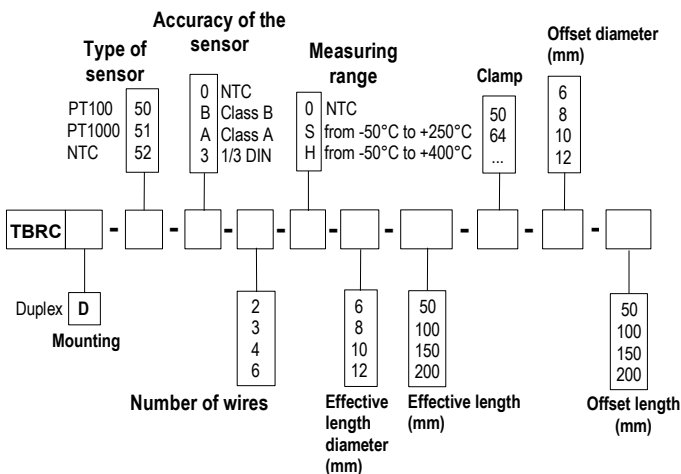 Type of
sensor
PT100 50
PT1000 51
NTC 52
Accuracy of the
sensor
0 NTC
B Class B
A Class A
3 1/3 DIN
Measuring
range
0 NTC
S from -50°C to +250°C
H from -50°C to +400°C
Clamp
50
64
...
Offset diameter
(mm)
6
8
10
12
TBRC - - - - - - - - -
Duplex D
Mounting
2
3
4
6
Number of wires
6
8
10
12
Effective
length
diameter
(mm)
50
100
150
200
Effective length
(mm)
50
100
150
200
Offset length
(mm)